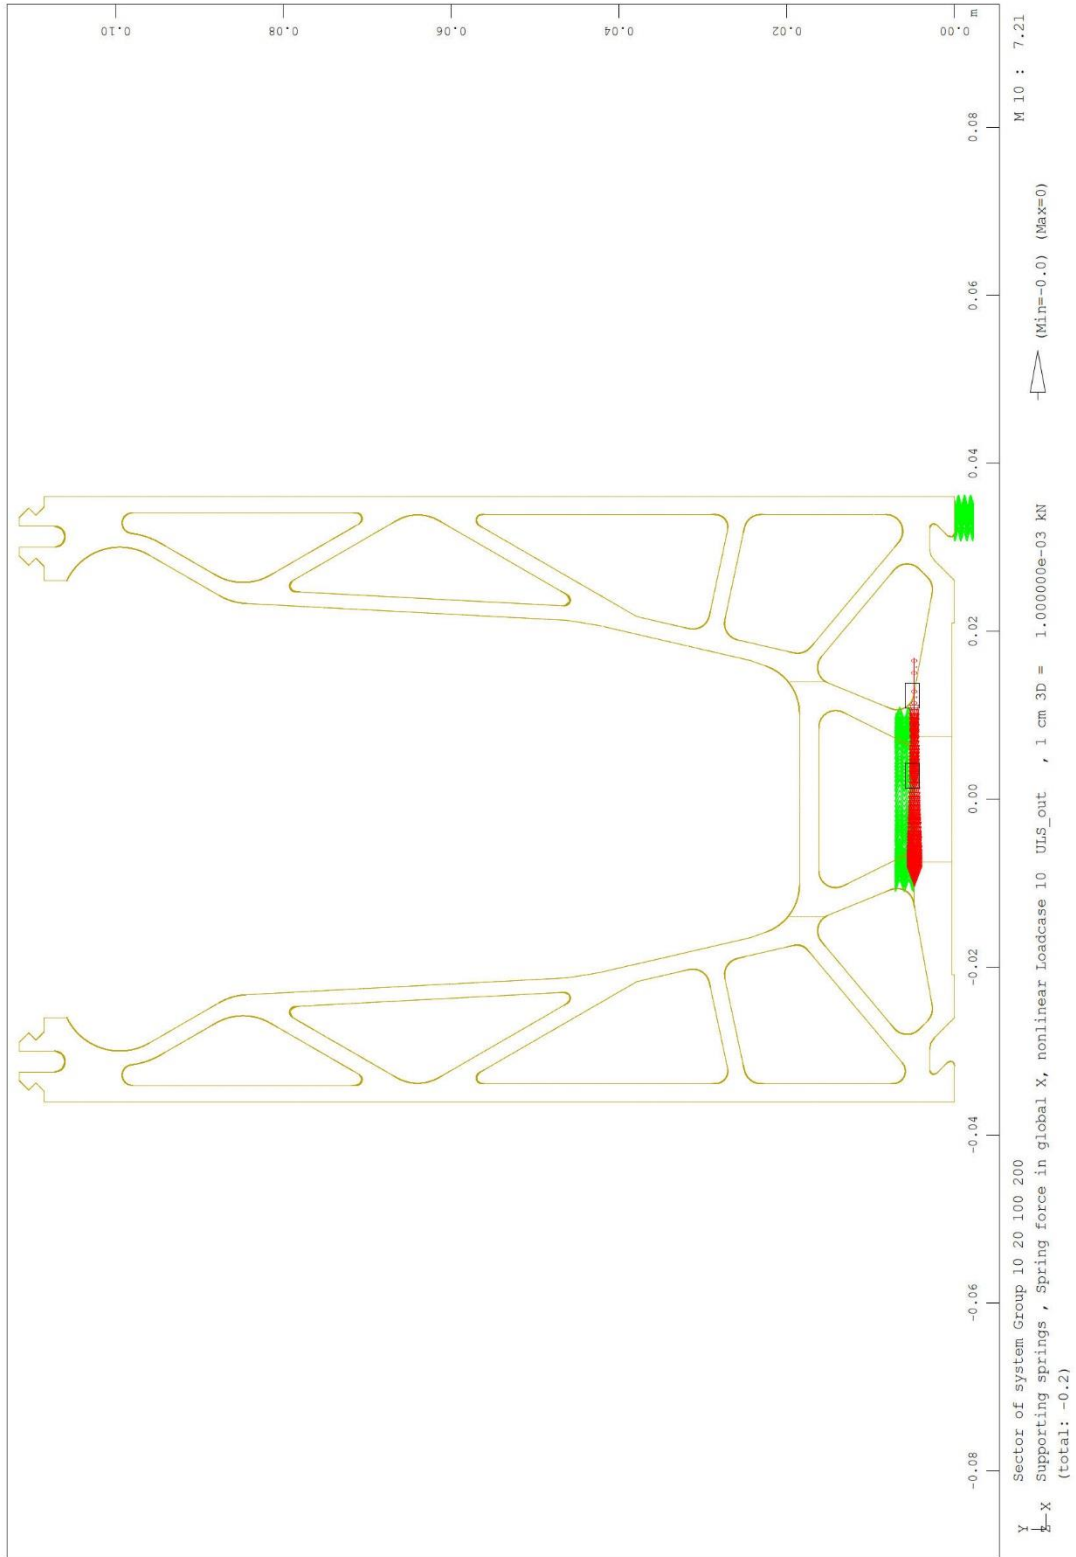 0.10
0.08
0.06
0.04
0.02
0.00
-0.08 -0.06 -0.04 -0.02 0.00 0.02 0.04 0.06 0.08 m
Y Sector of system Group 10 20 100 200 M 10 : 7.21
Z X Supporting springs , Spring force in global X, nonlinear Loadcase 10 ULS_out , 1 cm 3D = 1.000000e-03 kN (Min=-0.0) (Max=0)
(total: -0.2)